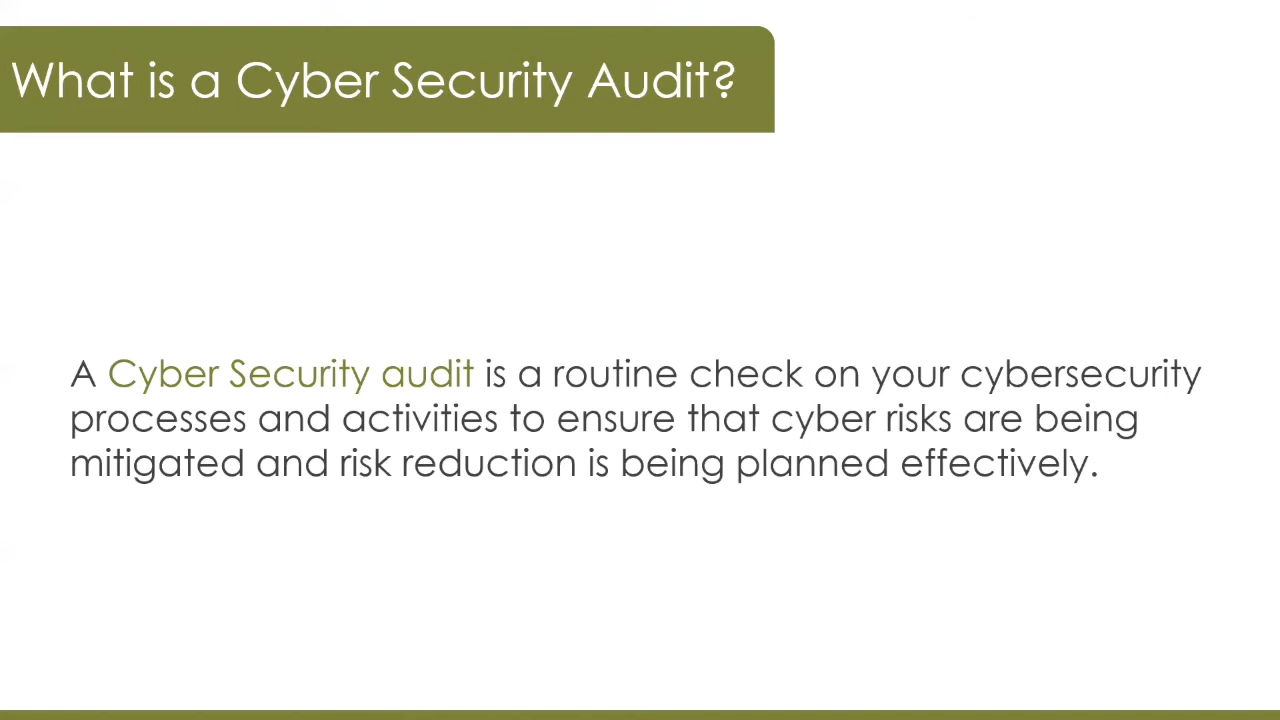 What is a Cyber Security Audit?
A Cyber Security audit is a routine check on your cybersecurity
processes and activities to ensure that cyber risks are being
mitigated and risk reduction is being planned effectively.